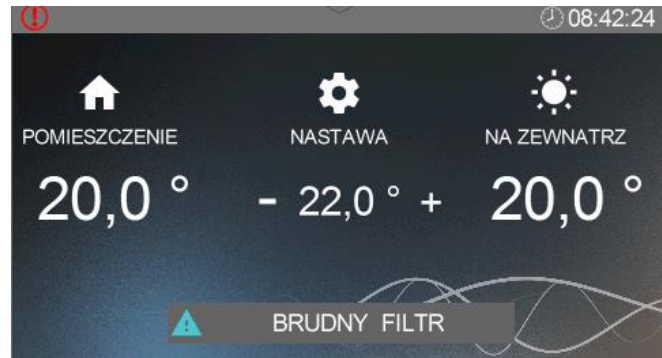 08:42:24
POMIESZCZENIE NASTAWA NA ZEWNATRZ
20,0 ° - 22,0 ° + 20,0 °
BRUDNY FILTR